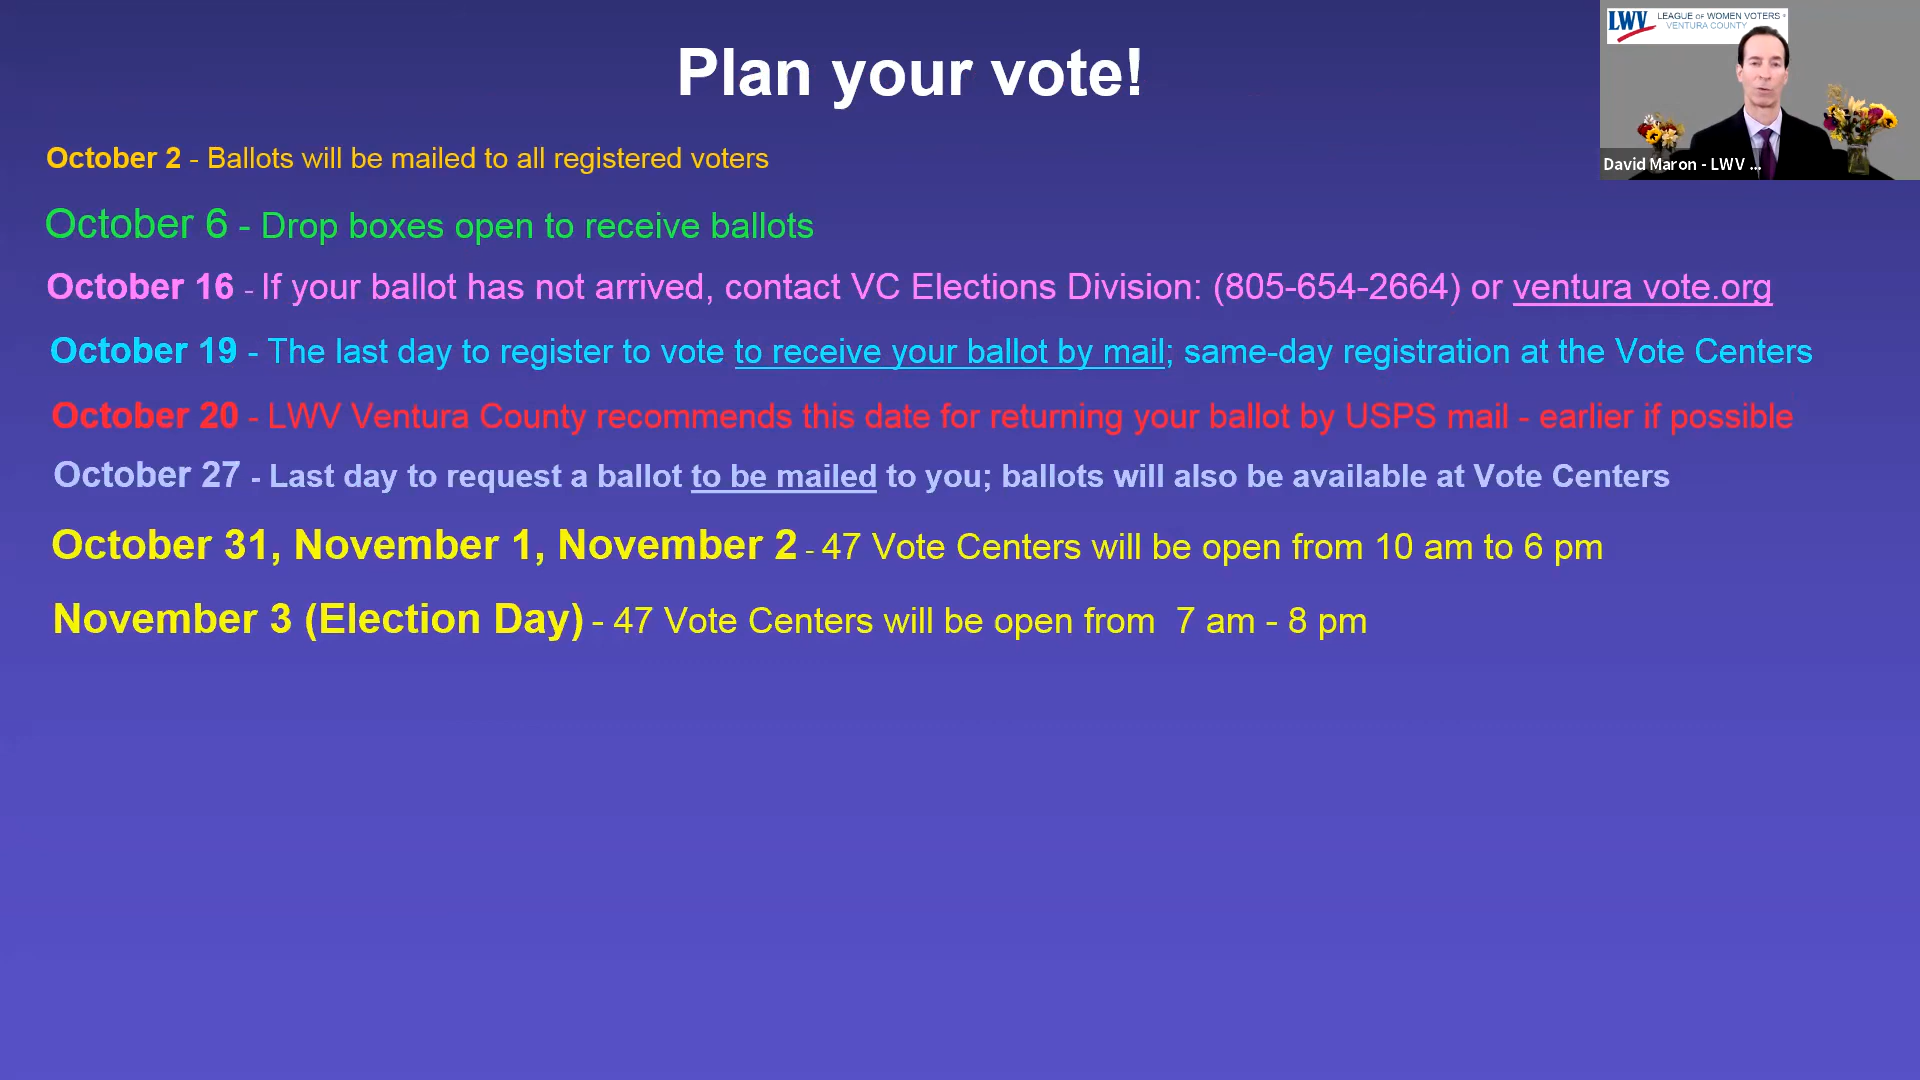 Plan your vote!
LWV LEAGUE OF WOMEN VOTERS®
VENTURA COUNTY
David Maron - LWV ...
October 2 - Ballots will be mailed to all registered voters
October 6 - Drop boxes open to receive ballots
October 16 - If your ballot has not arrived, contact VC Elections Division: (805-654-2664) or ventura vote.org
October 19 - The last day to register to vote to receive your ballot by mail; same-day registration at the Vote Centers
October 20 - LWV Ventura County recommends this date for returning your ballot by USPS mail - earlier if possible
October 27 - Last day to request a ballot to be mailed to you; ballots will also be available at Vote Centers
October 31, November 1, November 2 - 47 Vote Centers will be open from 10 am to 6 pm
November 3 (Election Day) - 47 Vote Centers will be open from  7 am - 8 pm